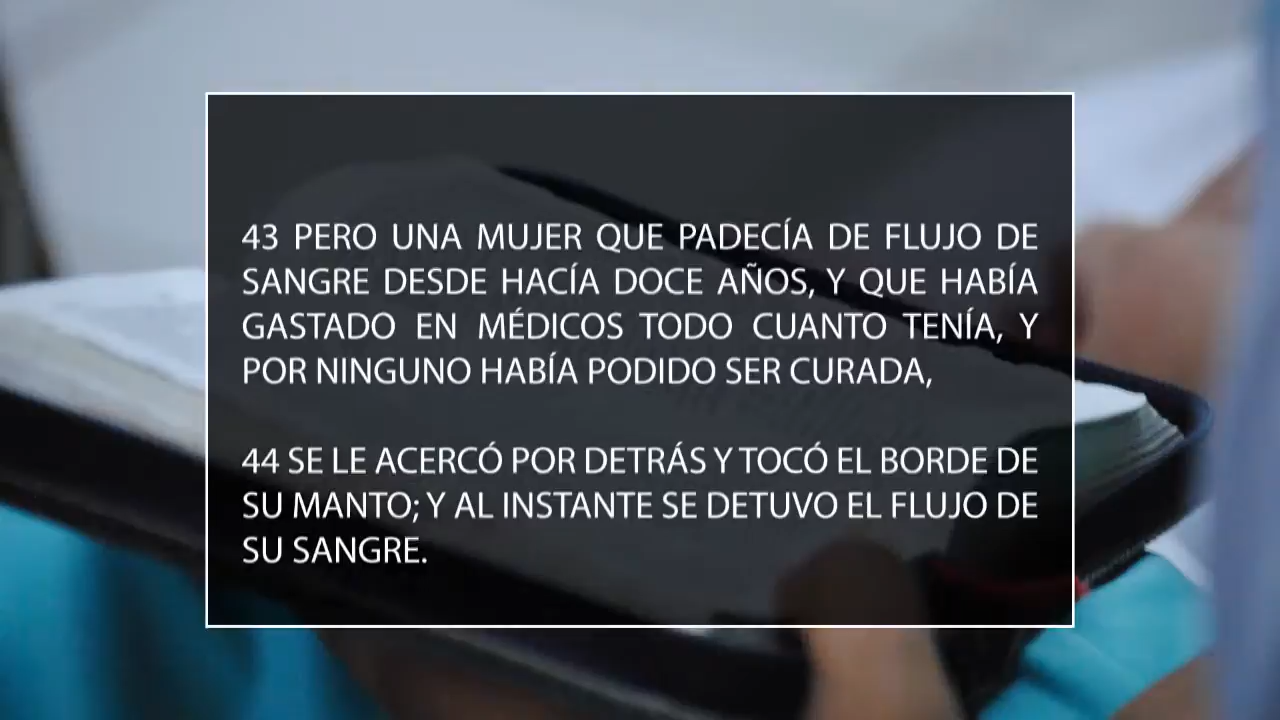 43 PERO UNA MUJER QUE PADECÍA DE FLUJO DE
SANGRE DESDE HACÍA DOCE AÑOS, Y QUE HABÍA
GASTADO EN MÉDICOS TODO CUANTO TENÍA, Y
POR NINGUNO HABÍA PODIDO SER CURADA,
44 SE LE ACERCÓ POR DETRÁS Y TOCÓ EL BORDE DE
SU MANTO; Y AL INSTANTE SE DETUVO EL FLUJO DE
SU SANGRE.